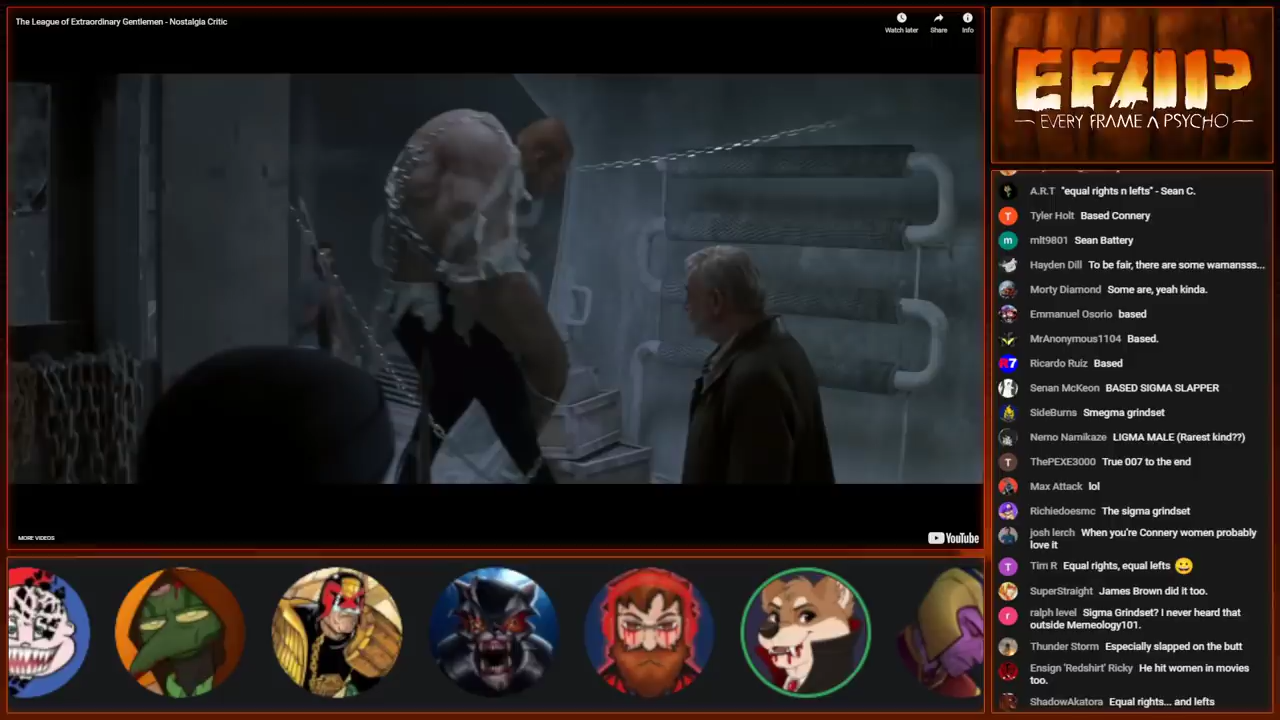 The League of Extraordinary Gentlemen - Nostalgia Critic
Watch later
Share
Info
MORE VIDEOS
YouTube
EFAP
EVERY FRAME A PSYCHO
A.R.T "equal rights n lefts" - Sean C.
T Tyler Holt Based Connery
m mlt9801 Sean Battery
Hayden Dill To be fair, there are some wamansss...
Morty Diamond Some are, yeah kinda.
Emmanuel Osorio based
MrAnonymous1104 Based.
R7 Ricardo Ruiz Based
Senan McKeon BASED SIGMA SLAPPER
SideBurns Smegma grindset
Nemo Namikaze LIGMA MALE (Rarest kind??)
T ThePEXE3000 True 007 to the end
Max Attack lol
Richiedoesmc The sigma grindset
josh lerch When you're Connery women probably
love it
T Tim R Equal rights, equal lefts 😀
SuperStraight James Brown did it too.
r ralph level Sigma Grindset? I never heard that
outside Memeology101.
Thunder Storm Especially slapped on the butt
Ensign 'Redshirt' Ricky He hit women in movies
too.
ShadowAkatora Equal rights... and lefts